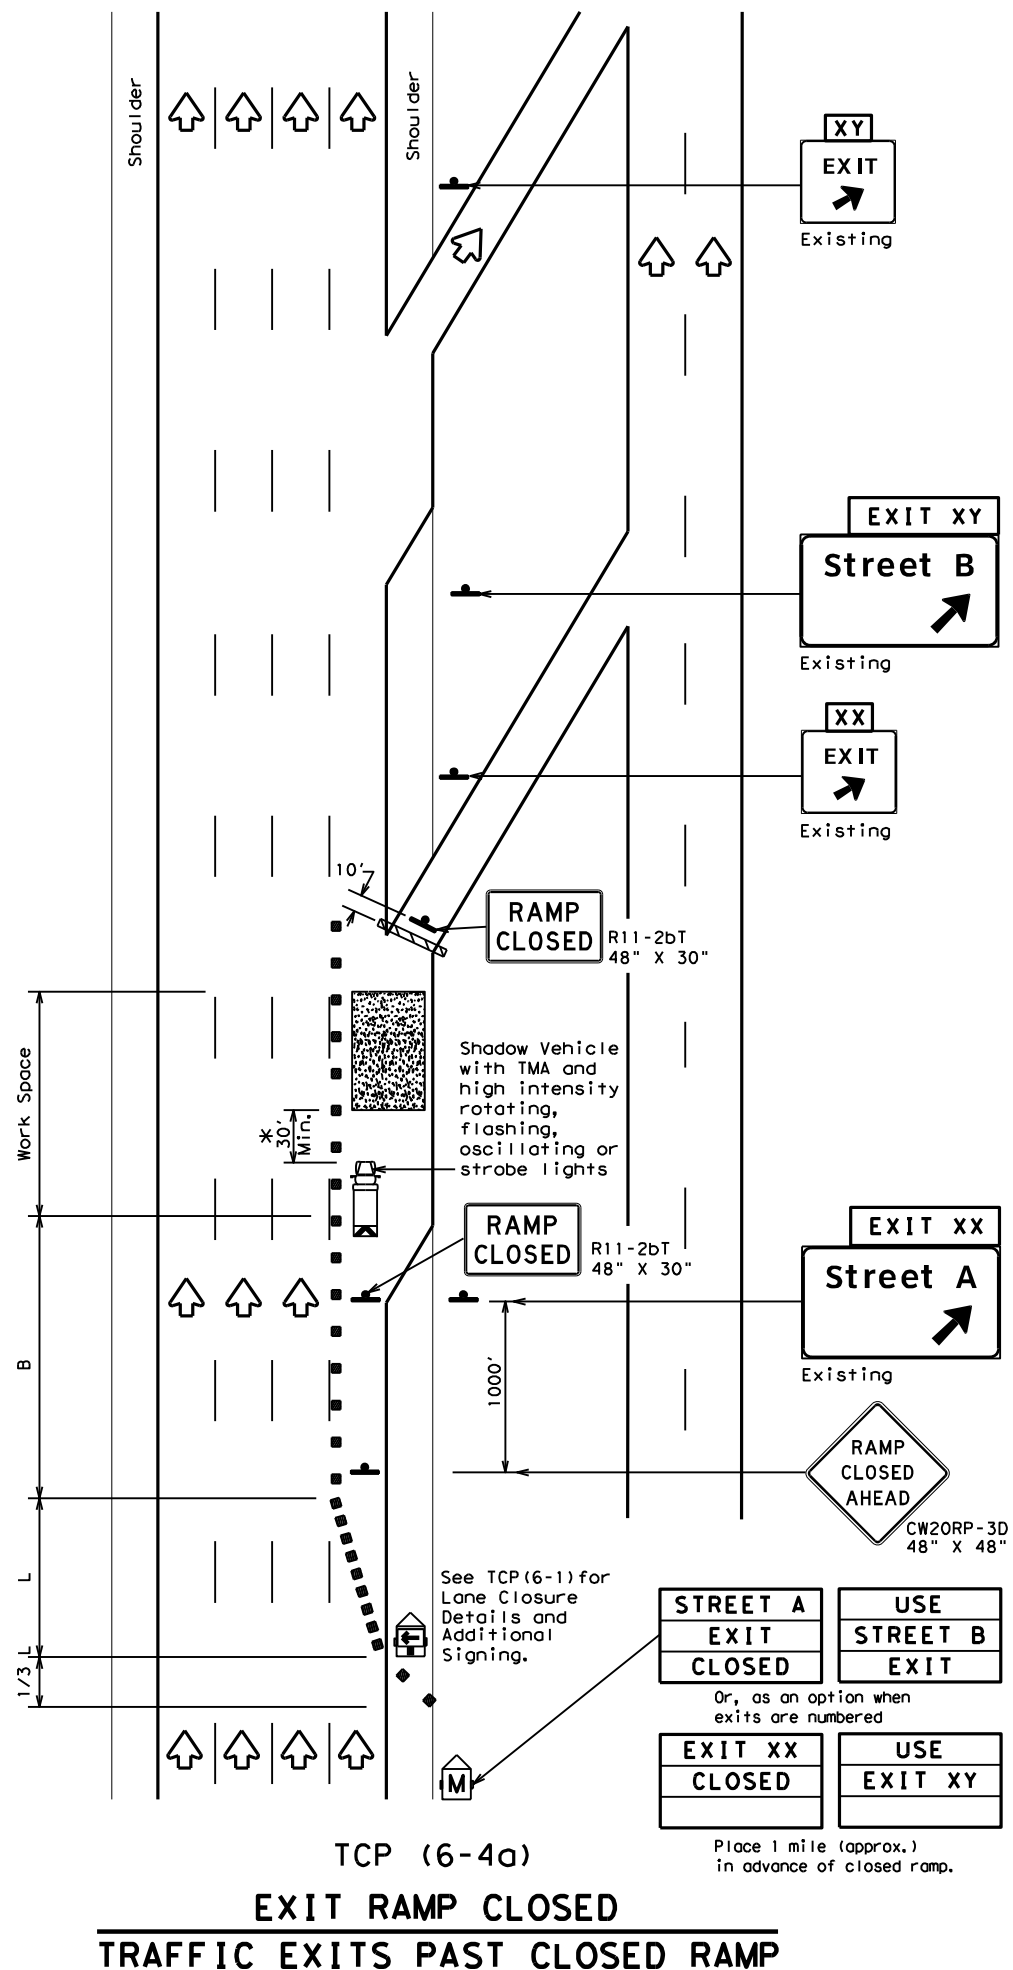 Shoulder
Shoulder
XY
EXIT
Existing
EXIT XY
Street B
Existing
XX
EXIT
Existing
10'
RAMP
CLOSED
R11-2bT
48" X 30"
Work Space
Shadow Vehicle
with TMA and
high intensity
rotating,
flashing,
oscillating or
strobe lights
*
30'
Min.
RAMP
CLOSED
R11-2bT
48" X 30"
EXIT XX
Street A
Existing
B
1000'
RAMP
CLOSED
AHEAD
CW20RP-3D
48" X 48"
L
See TCP(6-1)for
Lane Closure
Details and
Additional
Signing.
1/3 L
STREET A
EXIT
CLOSED
USE
STREET B
EXIT
Or, as an option when
exits are numbered
EXIT XX
CLOSED
USE
EXIT XY
M
Place 1 mile (approx.)
in advance of closed ramp.
TCP (6-4a)
EXIT RAMP CLOSED
TRAFFIC EXITS PAST CLOSED RAMP